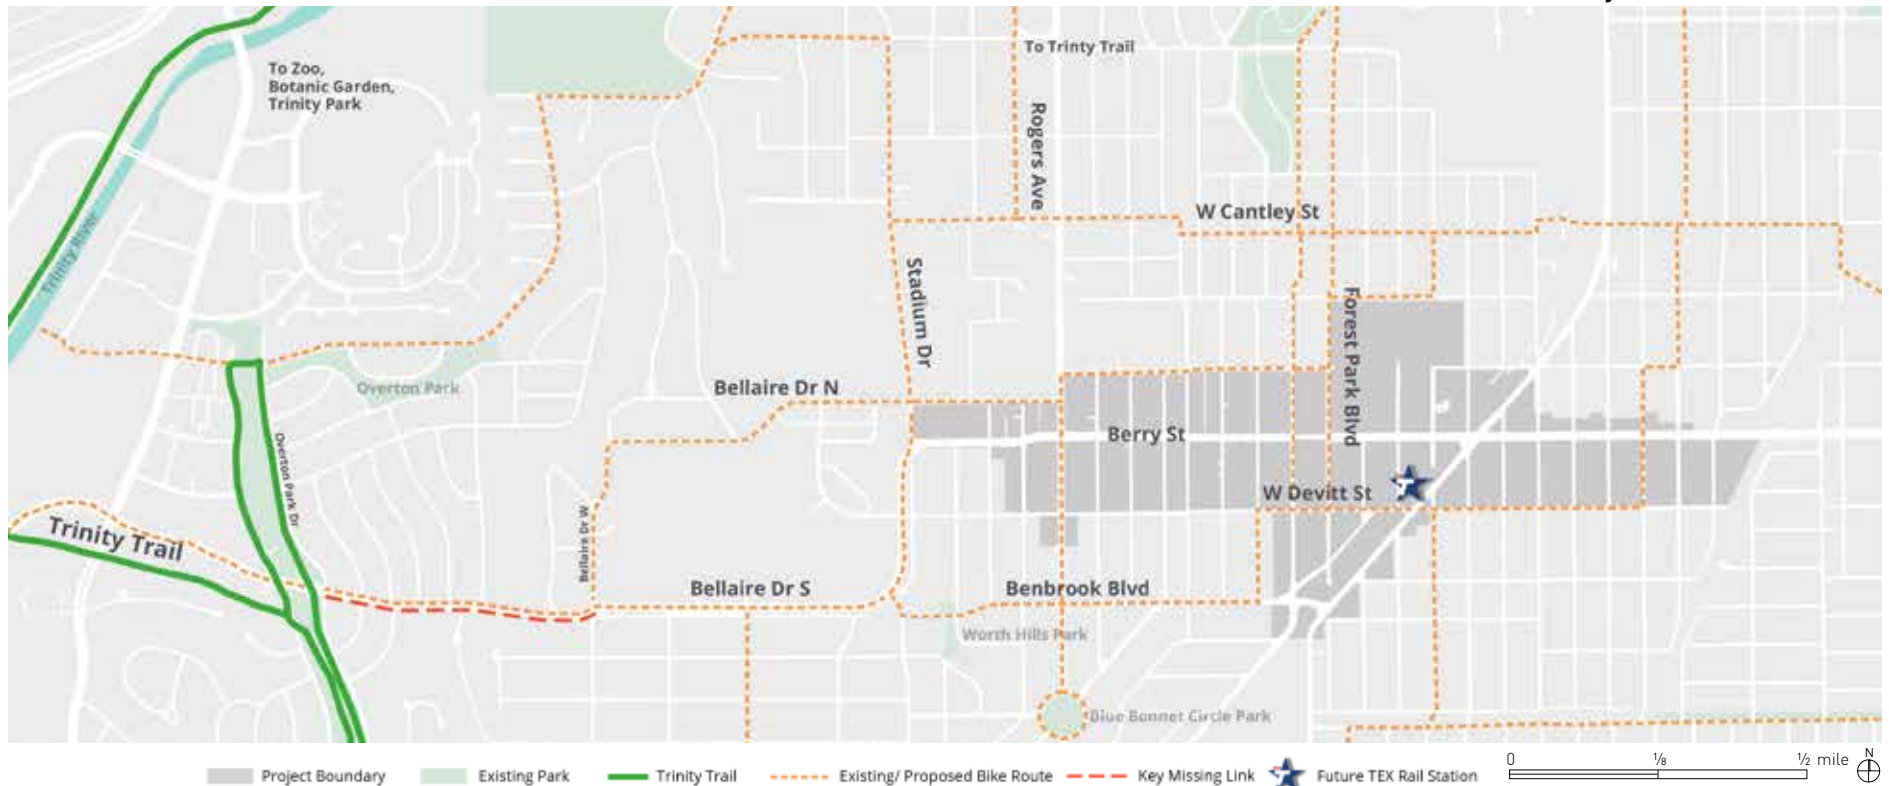 To Zoo,
Botanic Garden,
Trinity Park
To Trinty Trail
Rogers Ave
W Cantley St
Trinity River
Stadium Dr
Forest Park Blvd
Overton Park
Bellaire Dr N
Berry St
Overton Park Dr
W Devitt St
Trinity Trail
Bellaire Dr W
Bellaire Dr S
Benbrook Blvd
Worth Hills Park
Blue Bonnet Circle Park
Project Boundary
Existing Park
Trinity Trail
Existing/ Proposed Bike Route
Key Missing Link
Future TEX Rail Station
0 ⅛ ½ mile
N